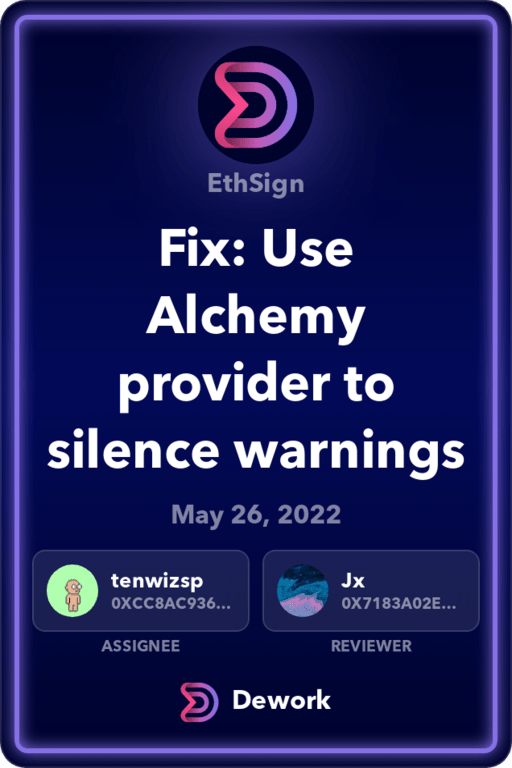 EthSign
Fix: Use
Alchemy
provider to
silence warnings
May 26, 2022
tenwizsp
0XCC8AC936...
ASSIGNEE
Jx
0X7183A02E...
REVIEWER
Dework